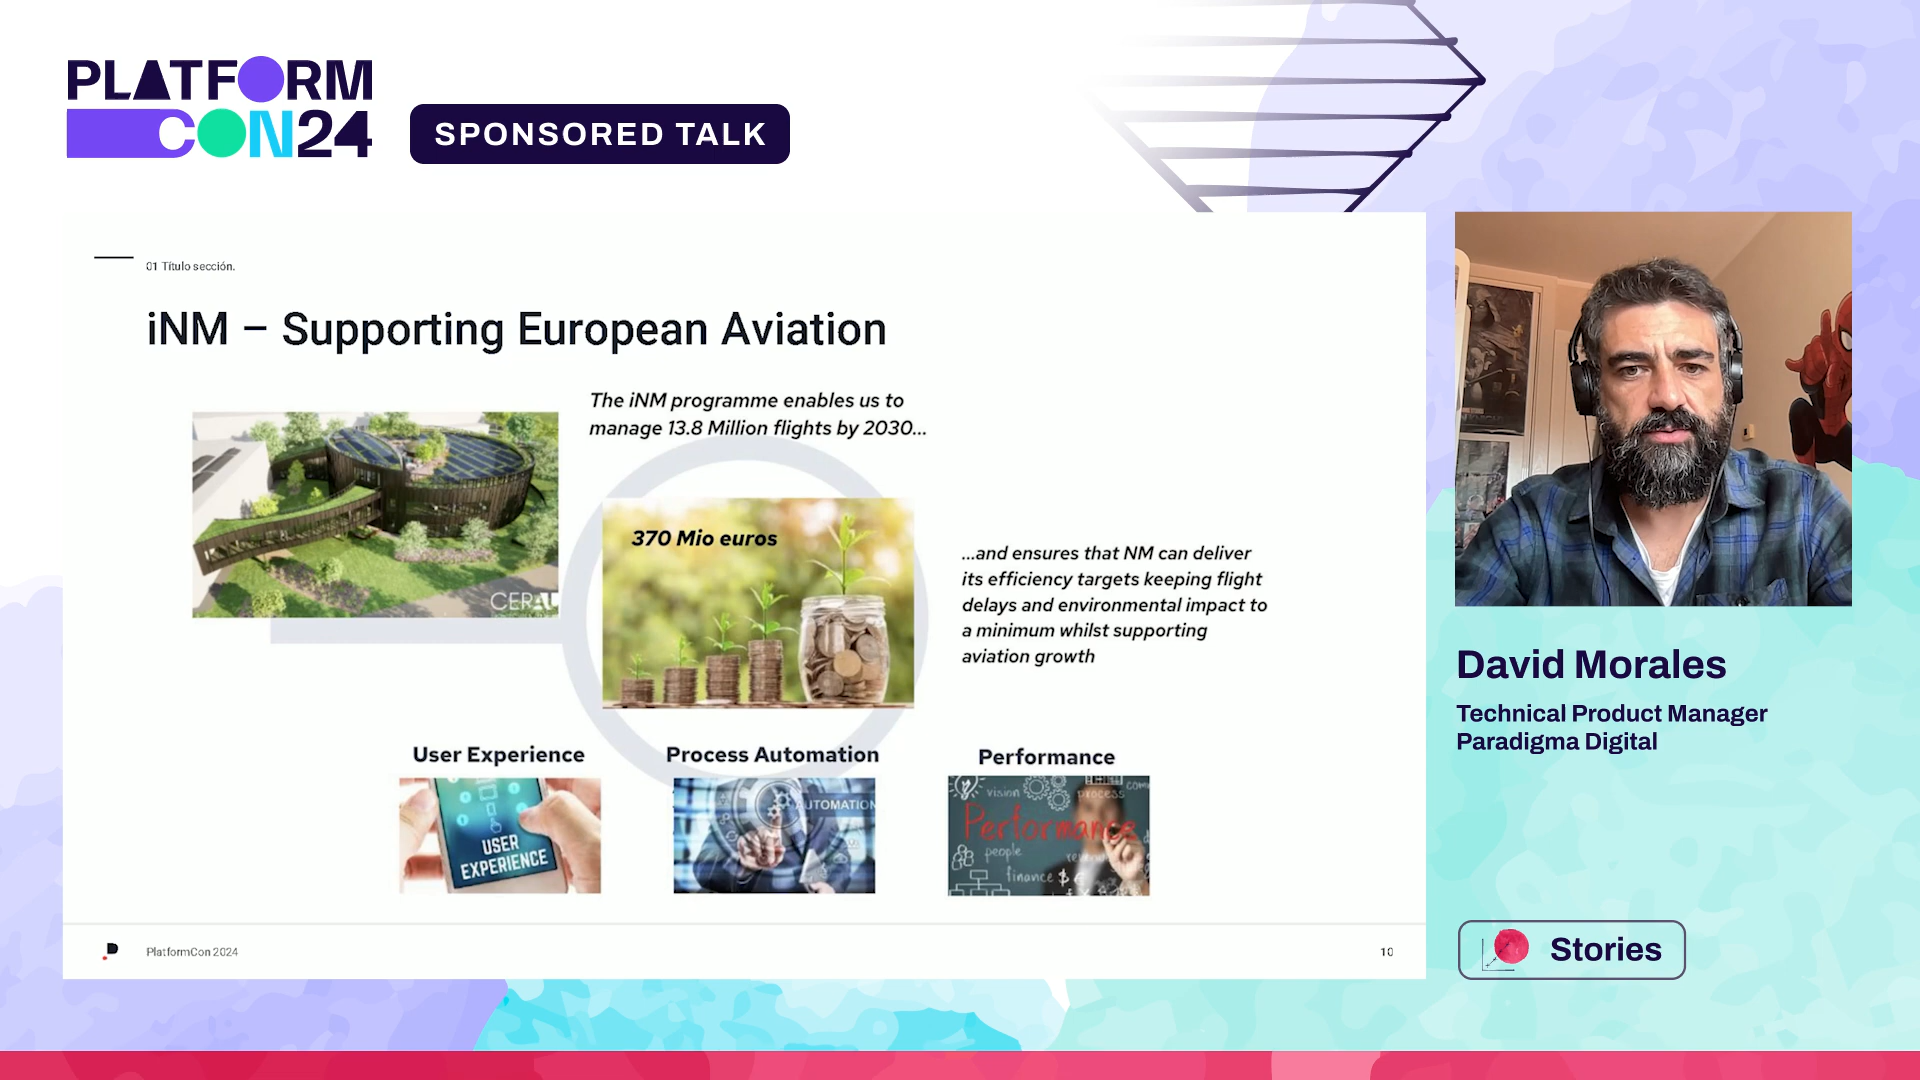 PLATFORM
CON24
SPONSORED TALK
01 Título sección.
iNM – Supporting European Aviation
The iNM programme enables us to
manage 13.8 Million flights by 2030...
370 Mio euros
...and ensures that NM can deliver
its efficiency targets keeping flight
delays and environmental impact to
a minimum whilst supporting
aviation growth
User Experience
Process Automation
Performance
USER
EXPERIENCE
AUTOMATION
vision
process
Performance
people
finance $ €
PlatformCon 2024
10
David Morales
Technical Product Manager
Paradigma Digital
Stories